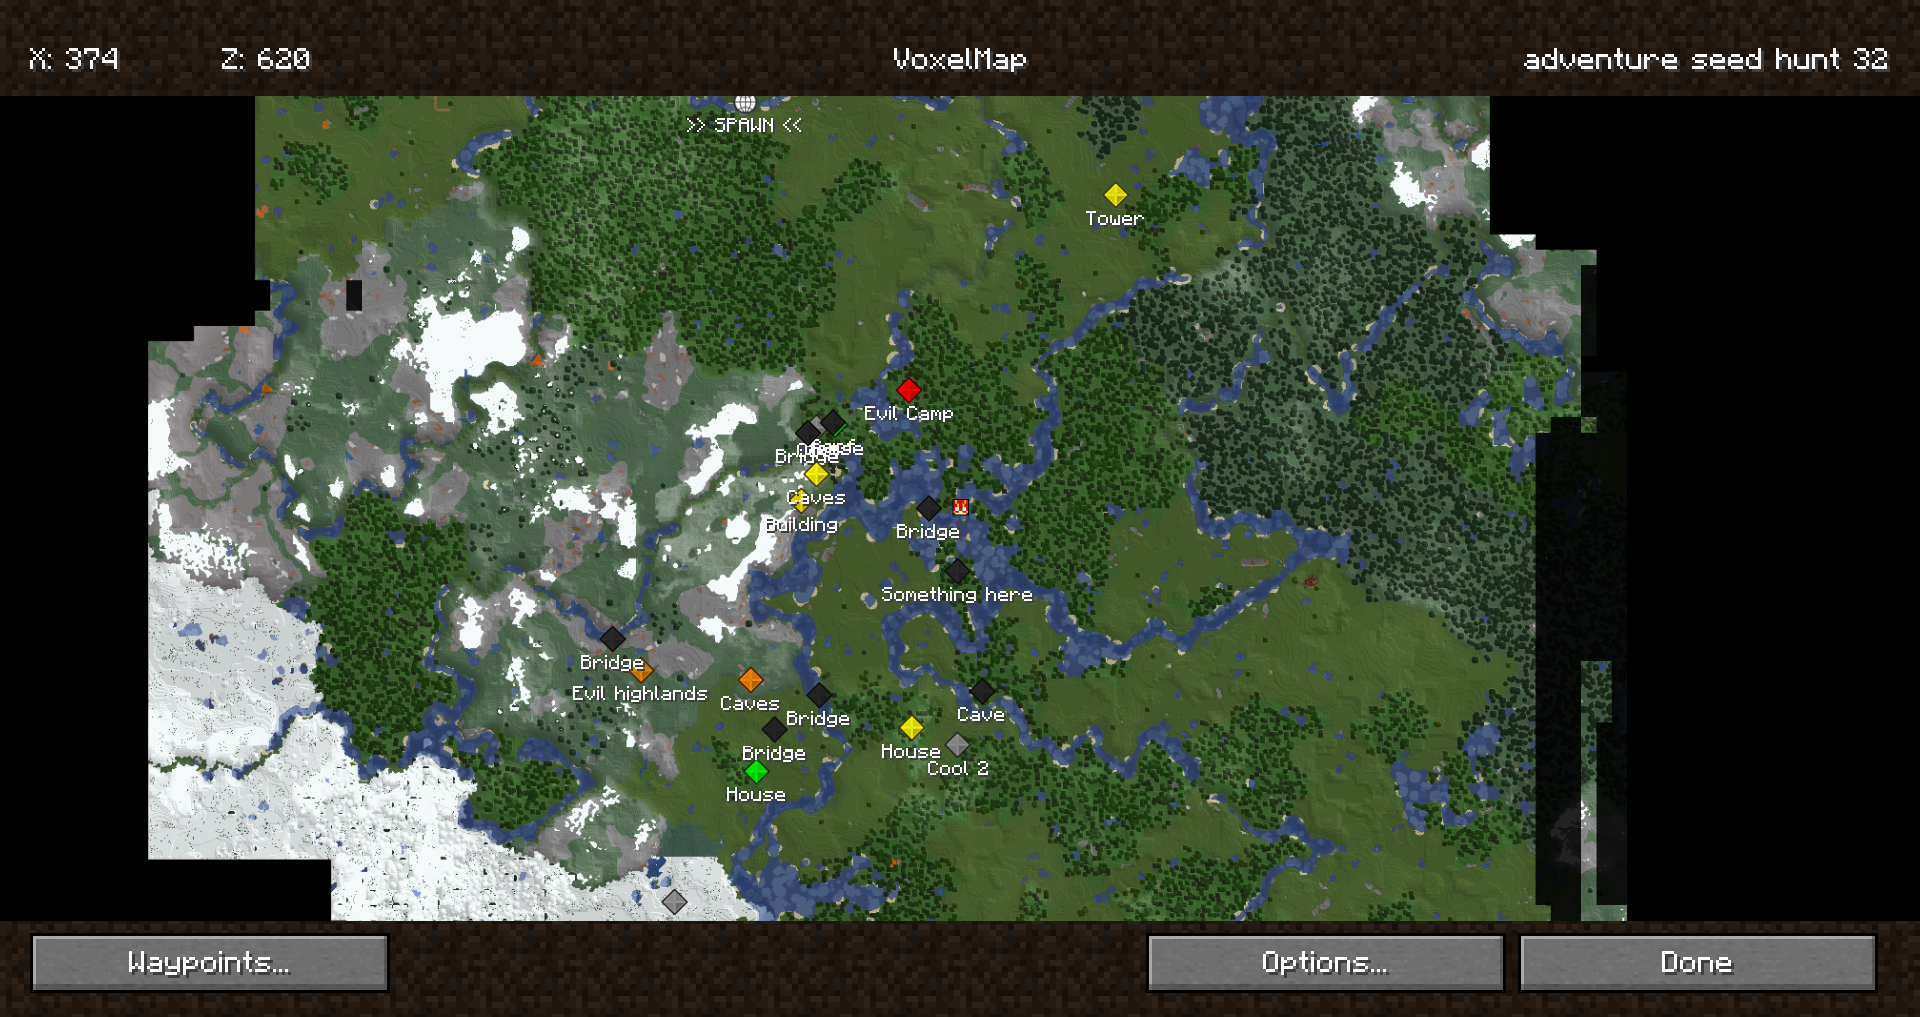 X: 374
Z: 620
VoxelMap
adventure seed hunt 32
>> SPAWN <<
Tower
Evil Camp
Bridge
Caves
Building
Bridge
Something here
Bridge
Evil highlands
Caves
Bridge
Cave
Bridge
House
Cool 2
House
Waypoints...
Options...
Done